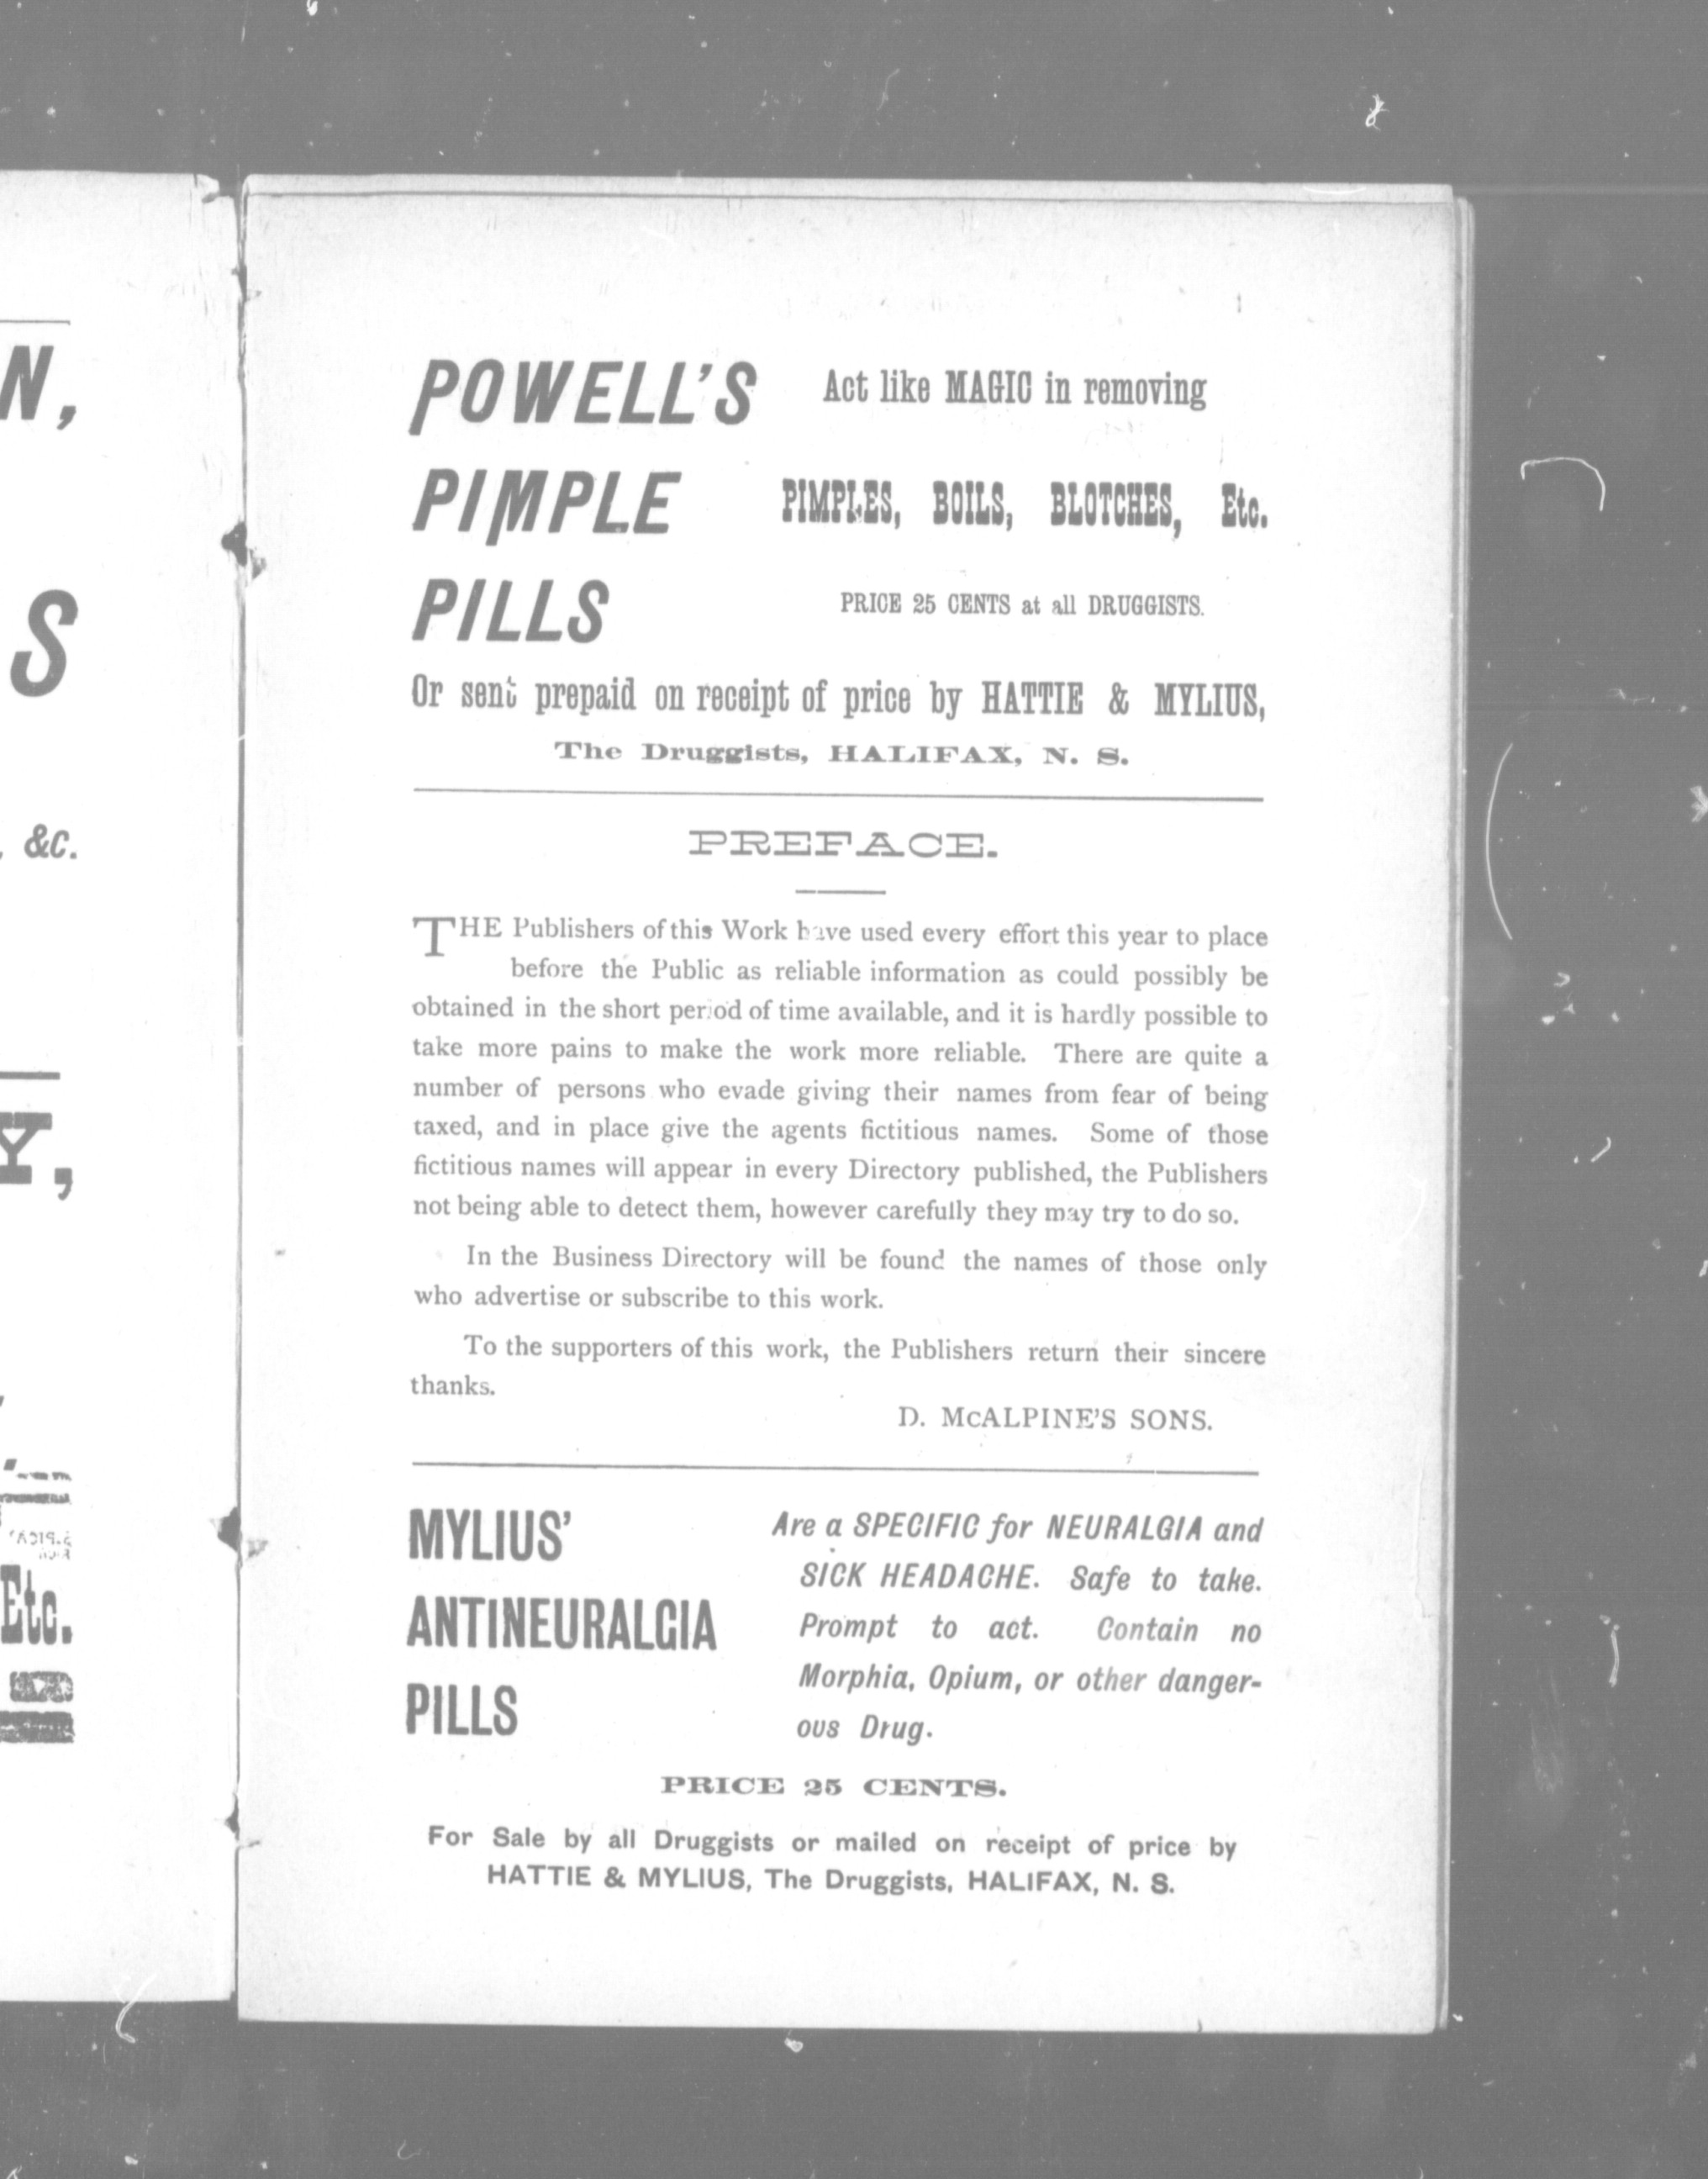 N,
S
&c.
Y,
Etc.
POWELL'S Act like MAGIC in removing
PIMPLE PIMPLES, BOILS, BLOTCHES, Etc.
PILLS PRICE 25 CENTS at all DRUGGISTS.
Or sent prepaid on receipt of price by HATTIE & MYLIUS,
The Druggists, HALIFAX, N. S.
PREFACE.
THE Publishers of this Work have used every effort this year to place
before the Public as reliable information as could possibly be
obtained in the short period of time available, and it is hardly possible to
take more pains to make the work more reliable. There are quite a
number of persons who evade giving their names from fear of being
taxed, and in place give the agents fictitious names. Some of those
fictitious names will appear in every Directory published, the Publishers
not being able to detect them, however carefully they may try to do so.
In the Business Directory will be found the names of those only
who advertise or subscribe to this work.
To the supporters of this work, the Publishers return their sincere
thanks.
D. McALPINE'S SONS.
MYLIUS'
ANTINEURALGIA
PILLS
Are a SPECIFIC for NEURALGIA and
SICK HEADACHE. Safe to take.
Prompt to act. Contain no
Morphia, Opium, or other danger-
ous Drug.
PRICE 25 CENTS.
For Sale by all Druggists or mailed on receipt of price by
HATTIE & MYLIUS, The Druggists, HALIFAX, N. S.